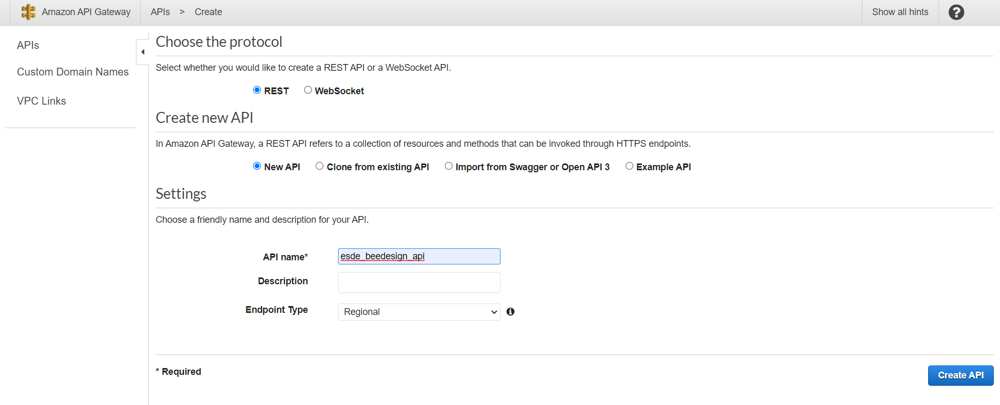 Amazon API Gateway APIs > Create Show all hints ?
APIs
Custom Domain Names
VPC Links
Choose the protocol
Select whether you would like to create a REST API or a WebSocket API.
REST WebSocket
Create new API
In Amazon API Gateway, a REST API refers to a collection of resources and methods that can be invoked through HTTPS endpoints.
New API Clone from existing API Import from Swagger or Open API 3 Example API
Settings
Choose a friendly name and description for your API.
API name* esde_beedesign_api
Description
Endpoint Type Regional
* Required
Create API